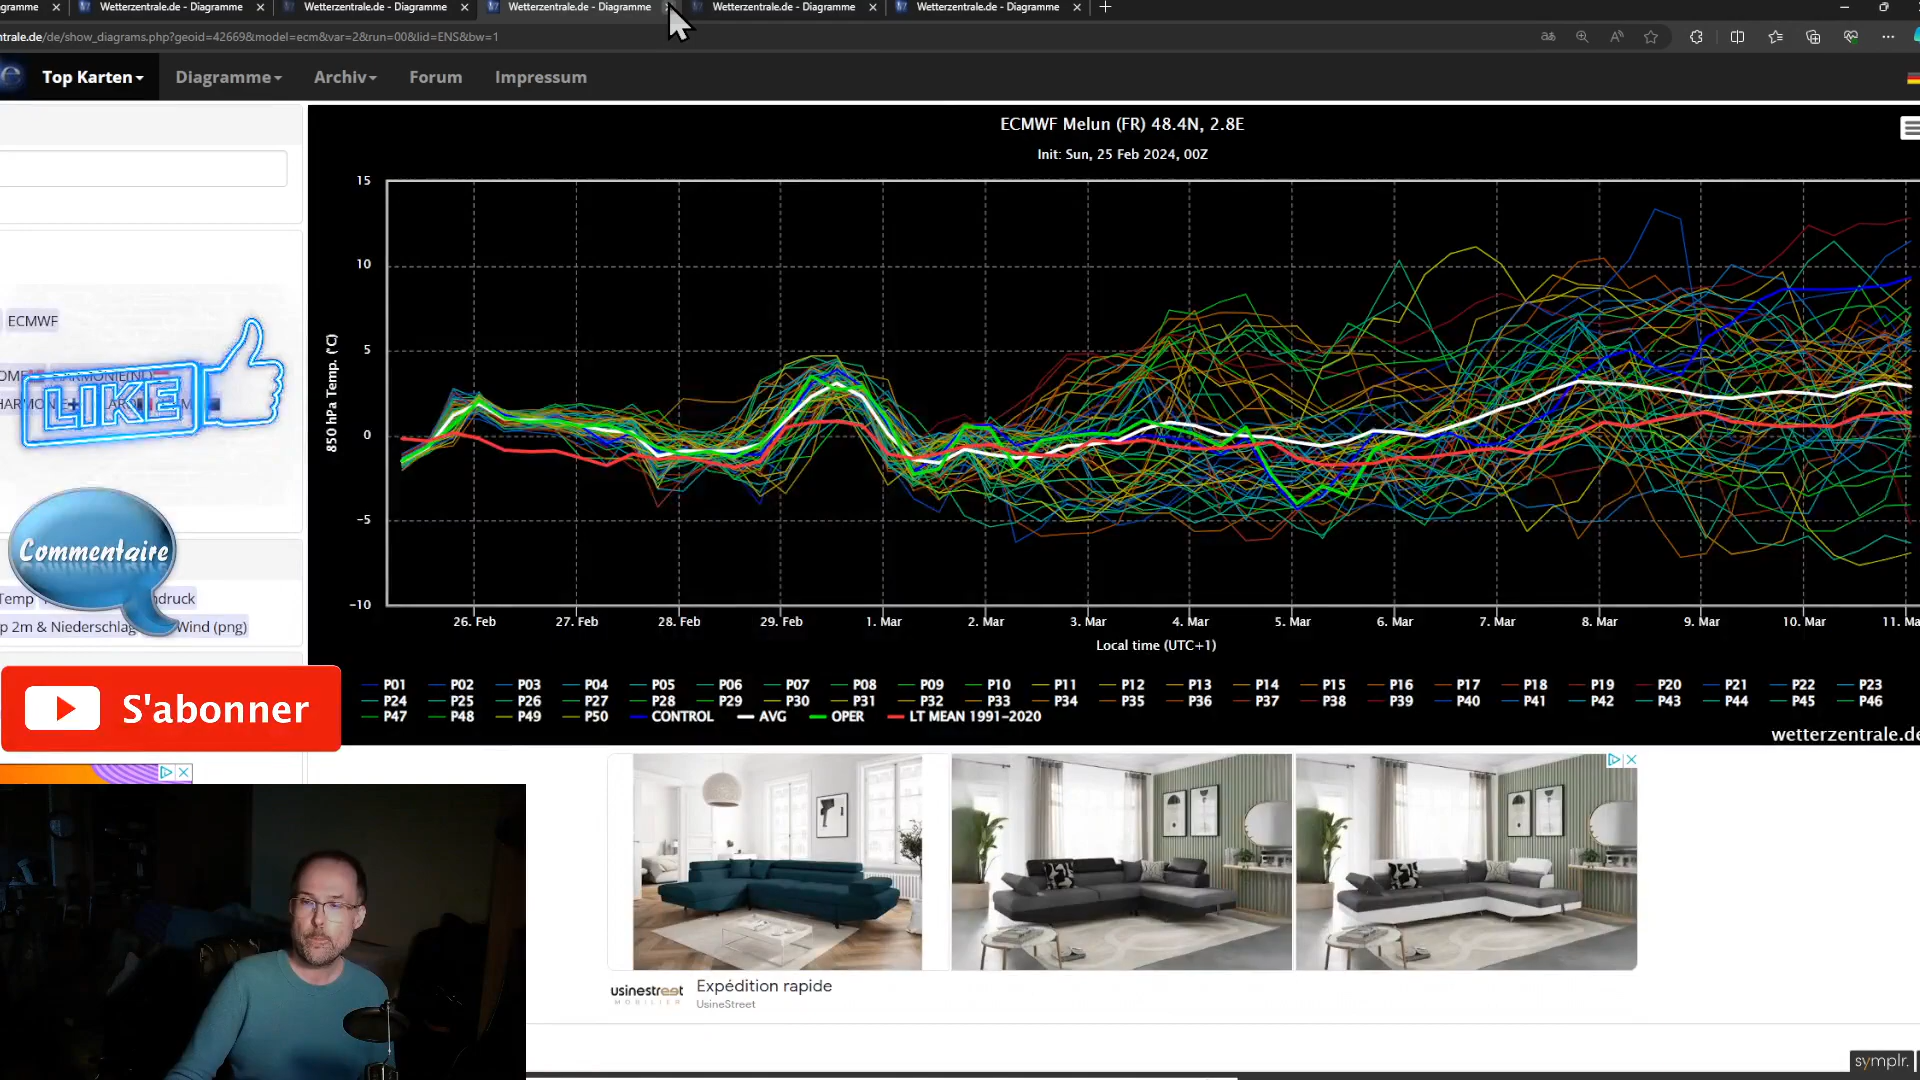 gramme
Wetterzentrale.de - Diagramme
Wetterzentrale.de - Diagramme
Wetterzentrale.de - Diagramme
Wetterzentrale.de - Diagramme
Wetterzentrale.de - Diagramme
trale.de/de/show_diagrams.php?geoid=42669&model=ecm&var=2&run=00&lid=ENS&bw=1
Top Karten
Diagramme
Archiv
Forum
Impressum
ECMWF Melun (FR) 48.4N, 2.8E
Init: Sun, 25 Feb 2024, 00Z
15
10
5
0
-5
-10
850 hPa Temp. (°C)
26. Feb 27. Feb 28. Feb 29. Feb 1. Mar 2. Mar 3. Mar 4. Mar 5. Mar 6. Mar 7. Mar 8. Mar 9. Mar 10. Mar 11. Ma
Local time (UTC+1)
P01 P02 P03 P04 P05 P06 P07 P08 P09 P10 P11 P12 P13 P14 P15 P16 P17 P18 P19 P20 P21 P22 P23
P24 P25 P26 P27 P28 P29 P30 P31 P32 P33 P34 P35 P36 P37 P38 P39 P40 P41 P42 P43 P44 P45 P46
P47 P48 P49 P50 CONTROL AVG OPER LT MEAN 1991-2020
wetterzentrale.de
ECMWF
LIKE
Commentaire
Temp
druck
p 2m & Niederschlag
Wind (png)
S'abonner
usinestreet
MOBILIER
Expédition rapide
UsineStreet
symplr.